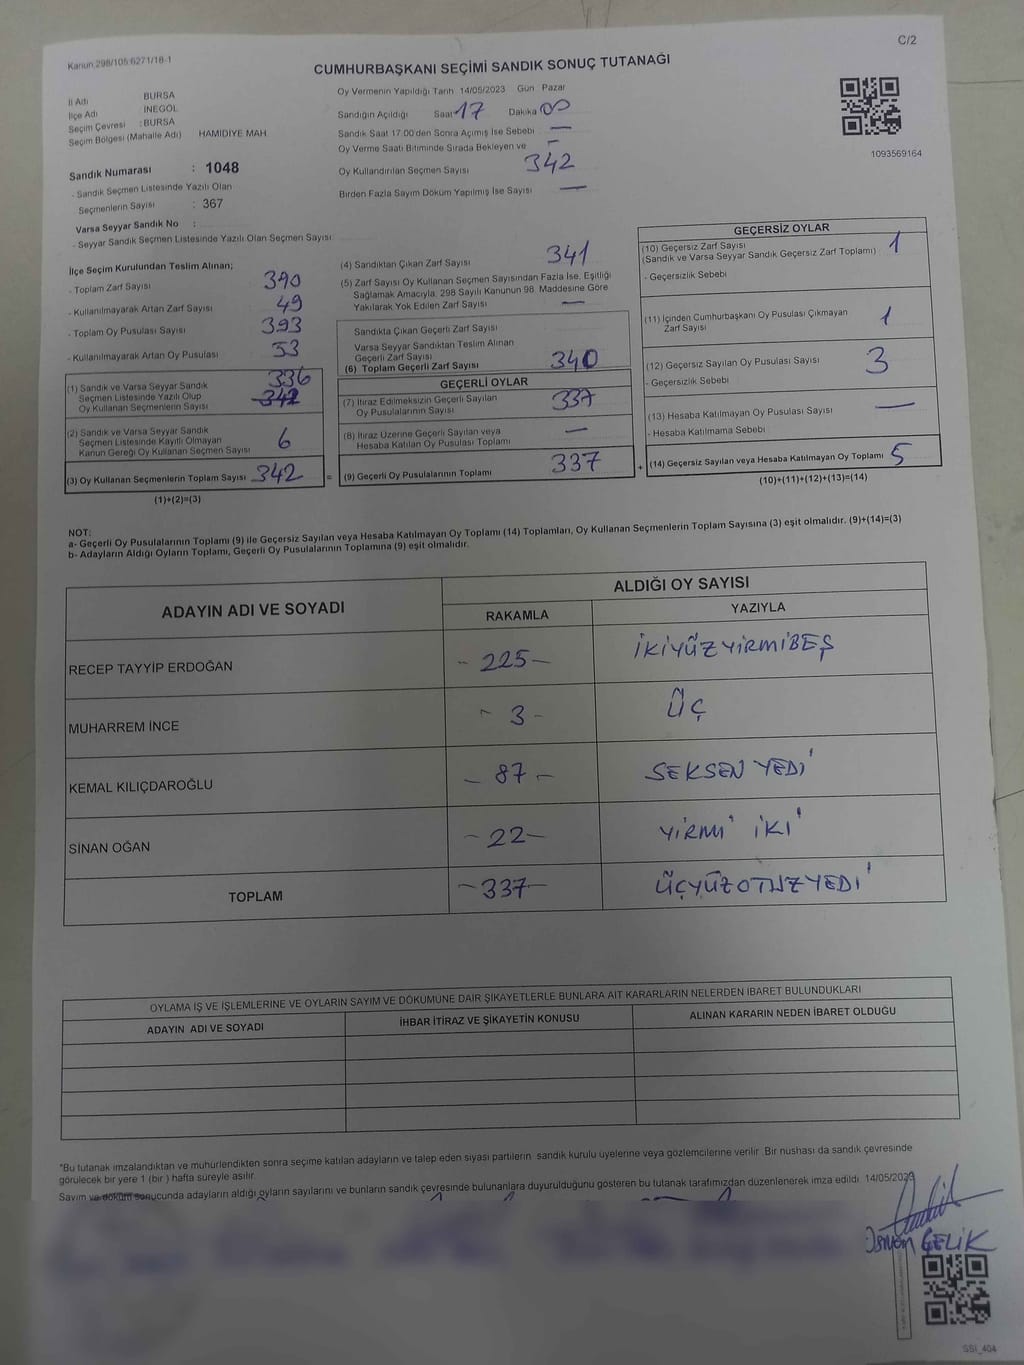 C/2
Kanun,298/105;6271/18-1
CUMHURBAŞKANI SEÇİMİ SANDIK SONUÇ TUTANAĞI
İl Adı BURSA
İlçe Adı İNEGÖL
Seçim Çevresi : BURSA
Seçim Bölgesi (Mahalle Adı) HAMİDİYE MAH.
Sandık Numarası : 1048
- Sandık Seçmen Listesinde Yazılı Olan
Seçmenlerin Sayısı : 367
Varsa Seyyar Sandık No :
- Seyyar Sandık Seçmen Listesinde Yazılı Olan Seçmen Sayısı:
Oy Vermenin Yapıldığı Tarih 14/05/2023 Gün Pazar
Sandığın Açıldığı Saat 17 Dakika 00
Sandık Saat 17:00'den Sonra Açımış İse Sebebi —
Oy Verme Saati Bitiminde Sırada Bekleyen ve —
Oy Kullandırılan Seçmen Sayısı 342
Birden Fazla Sayım Döküm Yapılmış İse Sayısı —
1093569164
İlçe Seçim Kurulundan Teslim Alınan;
- Toplam Zarf Sayısı 390
- Kullanılmayarak Artan Zarf Sayısı 49
- Toplam Oy Pusulası Sayısı 393
- Kullanılmayarak Artan Oy Pusulası 53
(1) Sandık ve Varsa Seyyar Sandık 336
Seçmen Listesinde Yazılı Olup
Oy Kullanan Seçmenlerin Sayısı
(2) Sandık ve Varsa Seyyar Sandık
Seçmen Listesinde Kayıtlı Olmayan 6
Kanun Gereği Oy Kullanan Seçmen Sayısı
(3) Oy Kullanan Seçmenlerin Toplam Sayısı 342
(1)+(2)=(3)
(4) Sandıktan Çıkan Zarf Sayısı 341
(5) Zarf Sayısı Oy Kullanan Seçmen Sayısından Fazla İse, Eşitliği
Sağlamak Amacıyla, 298 Sayılı Kanunun 98. Maddesine Göre
Yakılarak Yok Edilen Zarf Sayısı —
Sandıkta Çıkan Geçerli Zarf Sayısı
Varsa Seyyar Sandıktan Teslim Alınan
Geçerli Zarf Sayısı
(6) Toplam Geçerli Zarf Sayısı 340
GEÇERLİ OYLAR
(7) İtiraz Edilmeksizin Geçerli Sayılan
Oy Pusulalarının Sayısı 337
(8) İtiraz Üzerine Geçerli Sayılan veya
Hesaba Katılan Oy Pusulası Toplamı —
= (9) Geçerli Oy Pusulalarının Toplamı 337
GEÇERSİZ OYLAR
(10) Geçersiz Zarf Sayısı
(Sandık ve Varsa Seyyar Sandık Geçersiz Zarf Toplamı) 1
- Geçersizlik Sebebi
(11) İçinden Cumhurbaşkanı Oy Pusulası Çıkmayan
Zarf Sayısı 1
(12) Geçersiz Sayılan Oy Pusulası Sayısı 3
- Geçersizlik Sebebi
(13) Hesaba Katılmayan Oy Pusulası Sayısı —
- Hesaba Katılmama Sebebi
+ (14) Geçersiz Sayılan veya Hesaba Katılmayan Oy Toplamı 5
(10)+(11)+(12)+(13)=(14)
NOT:
a- Geçerli Oy Pusulalarının Toplamı (9) ile Geçersiz Sayılan veya Hesaba Katılmayan Oy Toplamı (14) Toplamları, Oy Kullanan Seçmenlerin Toplam Sayısına (3) eşit olmalıdır. (9)+(14)=(3)
b- Adayların Aldığı Oyların Toplamı, Geçerli Oy Pusulalarının Toplamına (9) eşit olmalıdır.
ADAYIN ADI VE SOYADI
ALDIĞI OY SAYISI
RAKAMLA YAZIYLA
RECEP TAYYİP ERDOĞAN - 225 - İKİYÜZYİRMİBEŞ
MUHARREM İNCE - 3 - ÜÇ
KEMAL KILIÇDAROĞLU - 87 - SEKSEN YEDİ
SİNAN OĞAN - 22 - YİRMİ İKİ
TOPLAM - 337 - ÜÇYÜZOTUZYEDİ
OYLAMA İŞ VE İŞLEMLERİNE VE OYLARIN SAYIM VE DÖKÜMÜNE DAİR ŞİKAYETLERLE BUNLARA AİT KARARLARIN NELERDEN İBARET BULUNDUKLARI
ADAYIN ADI VE SOYADI İHBAR İTİRAZ VE ŞİKAYETİN KONUSU ALINAN KARARIN NEDEN İBARET OLDUĞU
*Bu tutanak imzalandıktan ve mühürlendikten sonra seçime katılan adayların ve talep eden siyasi partilerin sandık kurulu üyelerine veya gözlemcilerine verilir. Bir nüshası da sandık çevresinde
görülecek bir yere 1 (bir) hafta süreyle asılır.
Sayım ve döküm sonucunda adayların aldığı oyların sayılarını ve bunların sandık çevresinde bulunanlara duyurulduğunu gösteren bu tutanak tarafımızdan düzenlenerek imza edildi. 14/05/2023
OSMAN ÇELİK
SSİ_404